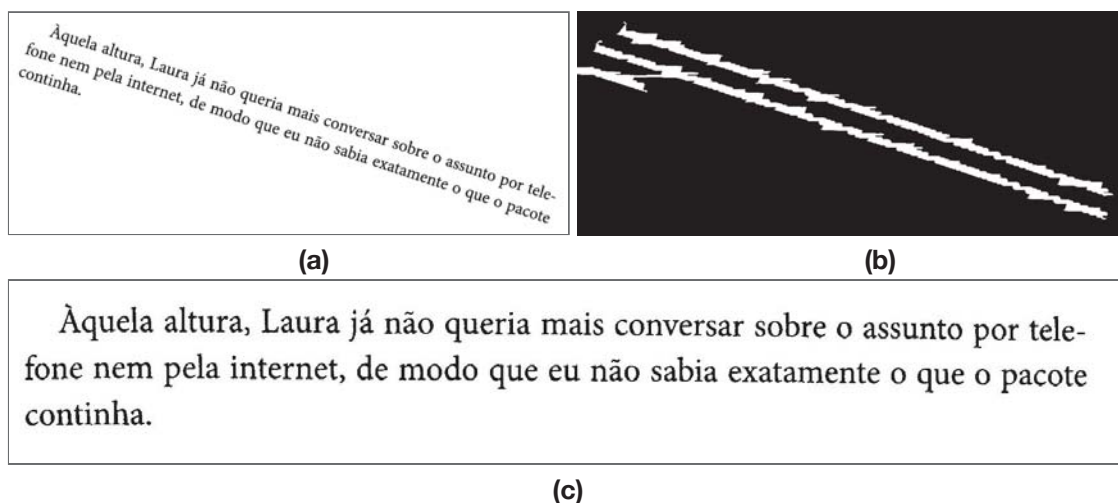 Àquela altura, Laura já não queria mais conversar sobre o assunto por tele-
fone nem pela internet, de modo que eu não sabia exatamente o que o pacote
continha.
(a)
(b)
Àquela altura, Laura já não queria mais conversar sobre o assunto por tele-
fone nem pela internet, de modo que eu não sabia exatamente o que o pacote
continha.
(c)